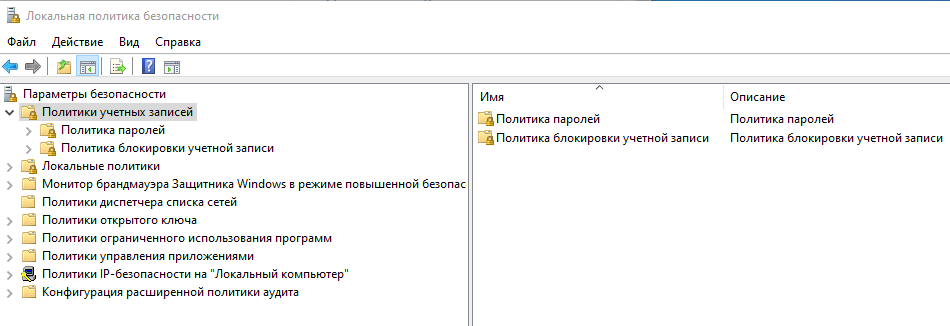 Локальная политика безопасности
Файл Действие Вид Справка
Параметры безопасности
Политики учетных записей
Политика паролей
Политика блокировки учетной записи
Локальные политики
Монитор брандмауэра Защитника Windows в режиме повышенной безопас
Политики диспетчера списка сетей
Политики открытого ключа
Политики ограниченного использования программ
Политики управления приложениями
Политики IP-безопасности на "Локальный компьютер"
Конфигурация расширенной политики аудита
Имя Описание
Политика паролей Политика паролей
Политика блокировки учетной записи Политика блокировки учетной записи